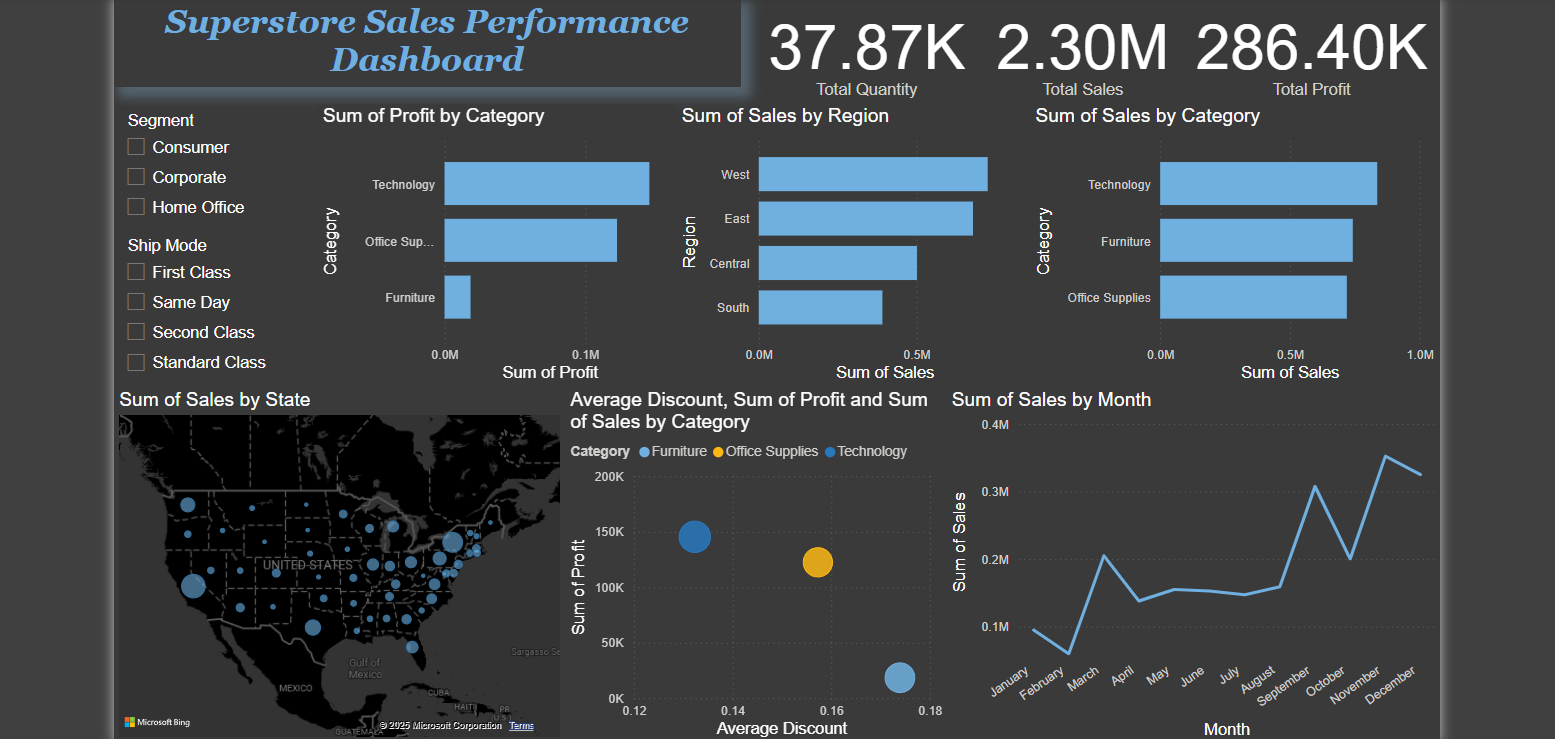 Superstore Sales Performance
Dashboard
37.87K
Total Quantity
2.30M
Total Sales
286.40K
Total Profit
Segment
Consumer
Corporate
Home Office
Ship Mode
First Class
Same Day
Second Class
Standard Class
Sum of Profit by Category
Category
Technology
Office Sup...
Furniture
0.0M
0.1M
Sum of Profit
Sum of Sales by Region
Region
West
East
Central
South
0.0M
0.5M
Sum of Sales
Sum of Sales by Category
Category
Technology
Furniture
Office Supplies
0.0M
0.5M
1.0M
Sum of Sales
Sum of Sales by State
UNITED STATES
Gulf of
Mexico
MEXICO
CUBA
HAITI
PR
(U.S.)
GUATEMALA
Sargasso Se
Microsoft Bing
© 2025 Microsoft Corporation
Terms
Average Discount, Sum of Profit and Sum
of Sales by Category
Category
Furniture
Office Supplies
Technology
Sum of Profit
200K
150K
100K
50K
0K
0.12
0.14
0.16
0.18
Average Discount
Sum of Sales by Month
Sum of Sales
0.4M
0.3M
0.2M
0.1M
January
February
March
April
May
June
July
August
September
October
November
December
Month